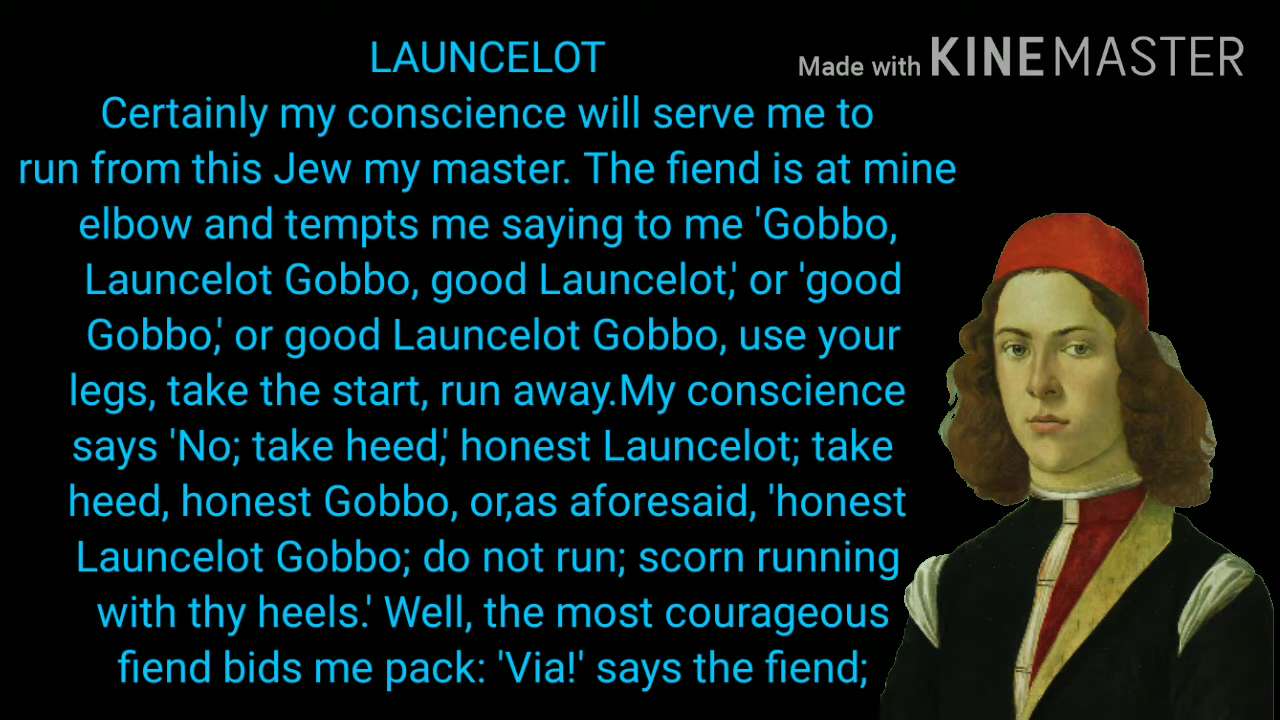 LAUNCELOT
Made with KINEMASTER
Certainly my conscience will serve me to
run from this Jew my master. The fiend is at mine
elbow and tempts me saying to me 'Gobbo,
Launcelot Gobbo, good Launcelot,' or 'good
Gobbo,' or good Launcelot Gobbo, use your
legs, take the start, run away.My conscience
says 'No; take heed,' honest Launcelot; take
heed, honest Gobbo, or,as aforesaid, 'honest
Launcelot Gobbo; do not run; scorn running
with thy heels.' Well, the most courageous
fiend bids me pack: 'Via!' says the fiend;